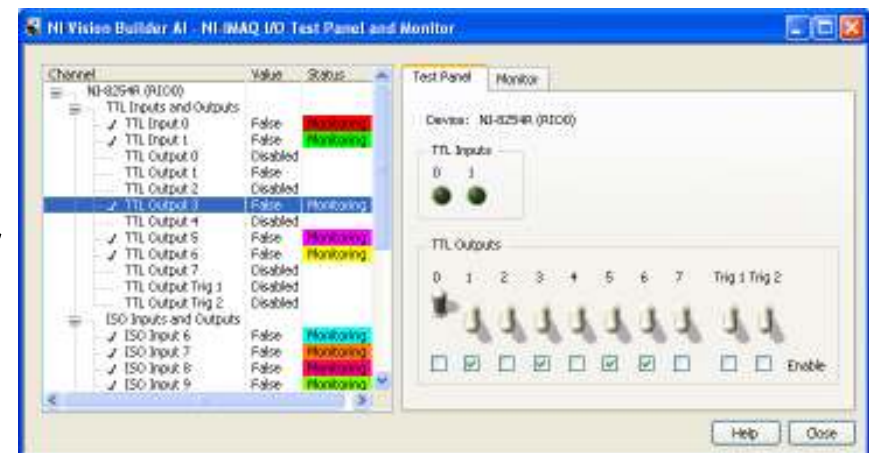 NI Vision Builder AI - NI-IMAQ I/O Test Panel and Monitor
Channel Value Status
NI-8254R (RIO0)
TTL Inputs and Outputs
TTL Input 0 False Monitoring
TTL Input 1 False Monitoring
TTL Output 0 Disabled
TTL Output 1 False
TTL Output 2 Disabled
TTL Output 3 False Monitoring
TTL Output 4 Disabled
TTL Output 5 False Monitoring
TTL Output 6 False Monitoring
TTL Output 7 Disabled
TTL Output Trig 1 Disabled
TTL Output Trig 2 Disabled
ISO Inputs and Outputs
ISO Input 6 False Monitoring
ISO Input 7 False Monitoring
ISO Input 8 False Monitoring
ISO Input 9 False Monitoring
Test Panel Monitor
Device: NI-8254R (RIO0)
TTL Inputs
0 1
TTL Outputs
0 1 2 3 4 5 6 7 Trig 1 Trig 2
Enable
Help Close